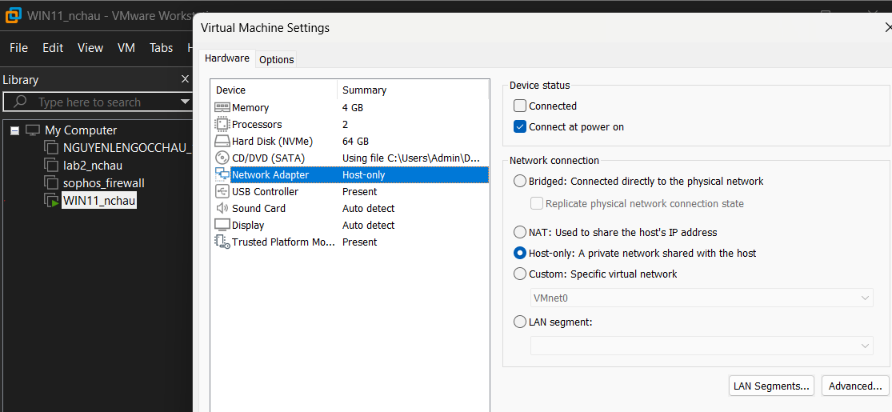 WIN11_nchau - VMware Workst
Virtual Machine Settings
File Edit View VM Tabs
Hardware Options
Library
Type here to search
My Computer
NGUYENLENGOCCHAU_
lab2_nchau
sophos_firewall
WIN11_nchau
Device Summary
Memory 4 GB
Processors 2
Hard Disk (NVMe) 64 GB
CD/DVD (SATA) Using file C:\Users\Admin\D...
Network Adapter Host-only
USB Controller Present
Sound Card Auto detect
Display Auto detect
Trusted Platform Mo... Present
Device status
Connected
Connect at power on
Network connection
Bridged: Connected directly to the physical network
Replicate physical network connection state
NAT: Used to share the host's IP address
Host-only: A private network shared with the host
Custom: Specific virtual network
VMnet0
LAN segment:
LAN Segments... Advanced...